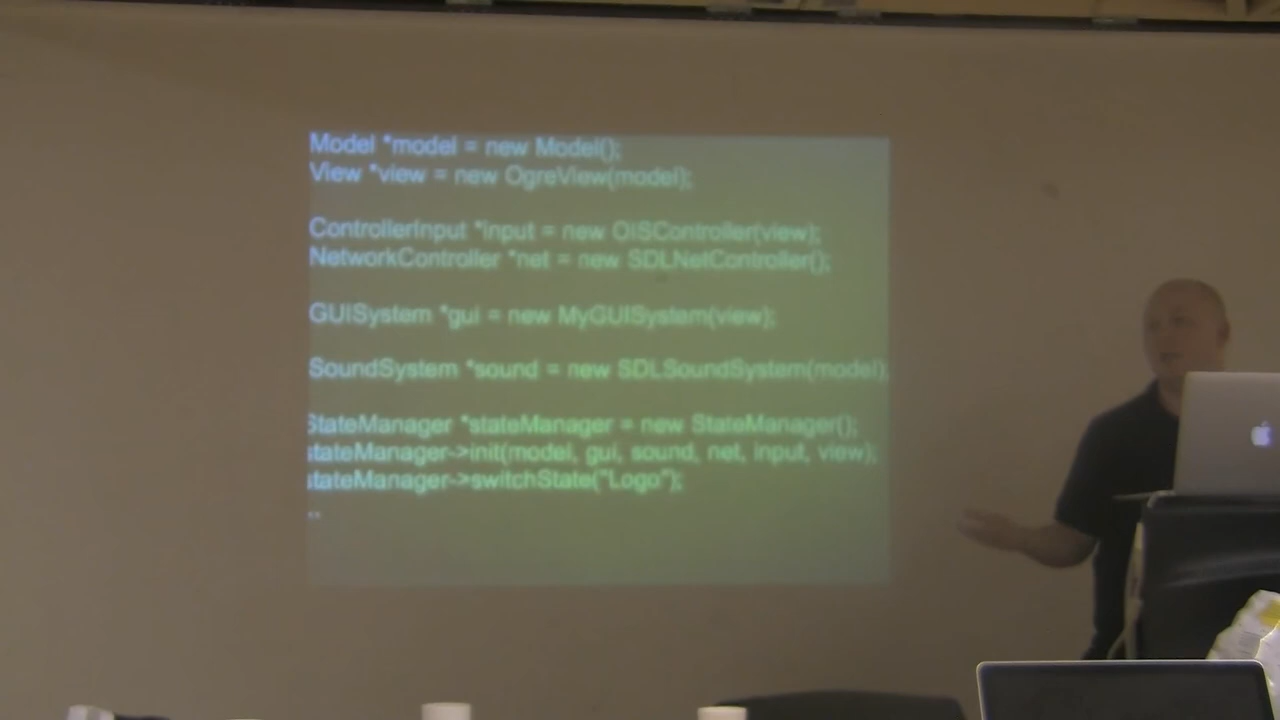 Model *model = new Model();
View *view = new OgreView(model);
ControllerInput *input = new OISController(view);
NetworkController *net = new SDLNetController();
GUISystem *gui = new MyGUISystem(view);
SoundSystem *sound = new SDLSoundSystem(model)
StateManager *stateManager = new StateManager();
stateManager->init(model, gui, sound, net, input, view);
stateManager->switchState("Logo");
..